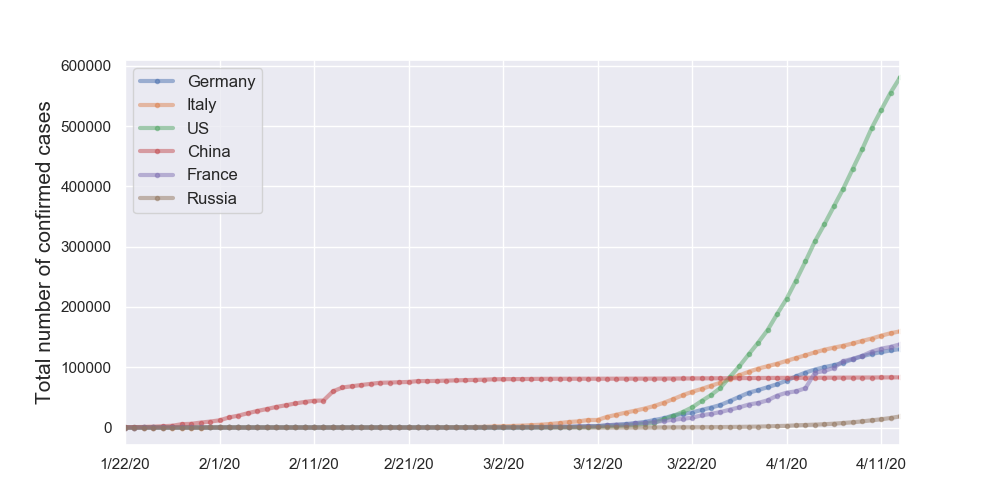 Total number of confirmed cases
600000
500000
400000
300000
200000
100000
0
Germany
Italy
US
China
France
Russia
1/22/20 2/1/20 2/11/20 2/21/20 3/2/20 3/12/20 3/22/20 4/1/20 4/11/20